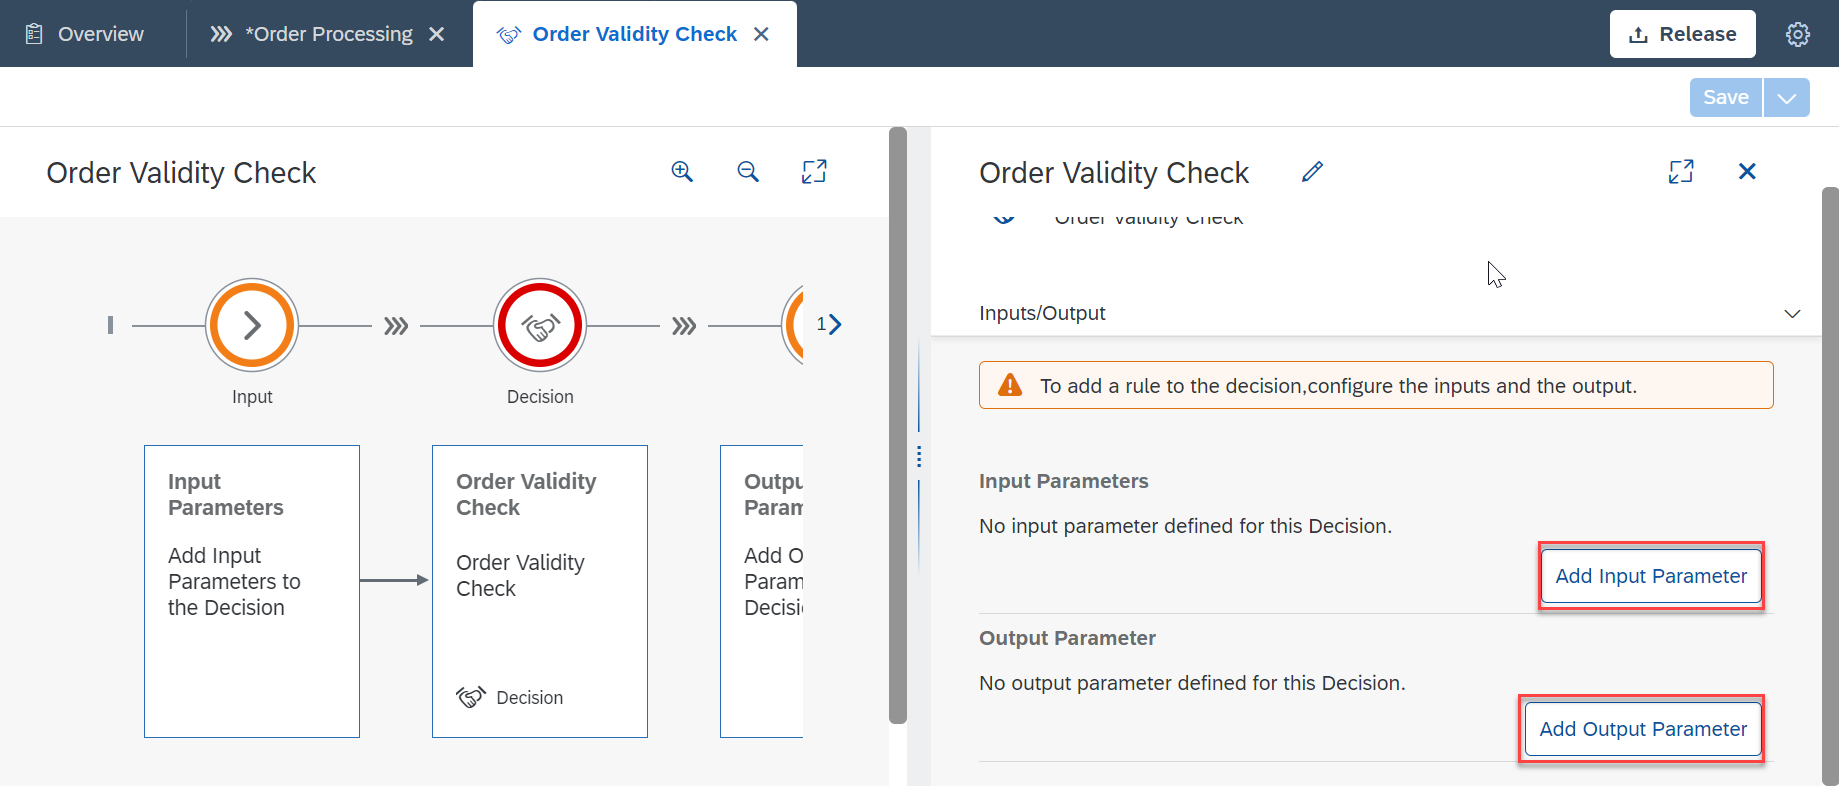 Overview
*Order Processing
Order Validity Check
Release
Save
Order Validity Check
1
Input
Decision
Input
Parameters
Add Input
Parameters to
the Decision
Order Validity
Check
Order Validity
Check
Decision
Outpu
Param
Add O
Param
Decisi
Order Validity Check
Order Validity Check
Inputs/Output
To add a rule to the decision,configure the inputs and the output.
Input Parameters
No input parameter defined for this Decision.
Add Input Parameter
Output Parameter
No output parameter defined for this Decision.
Add Output Parameter